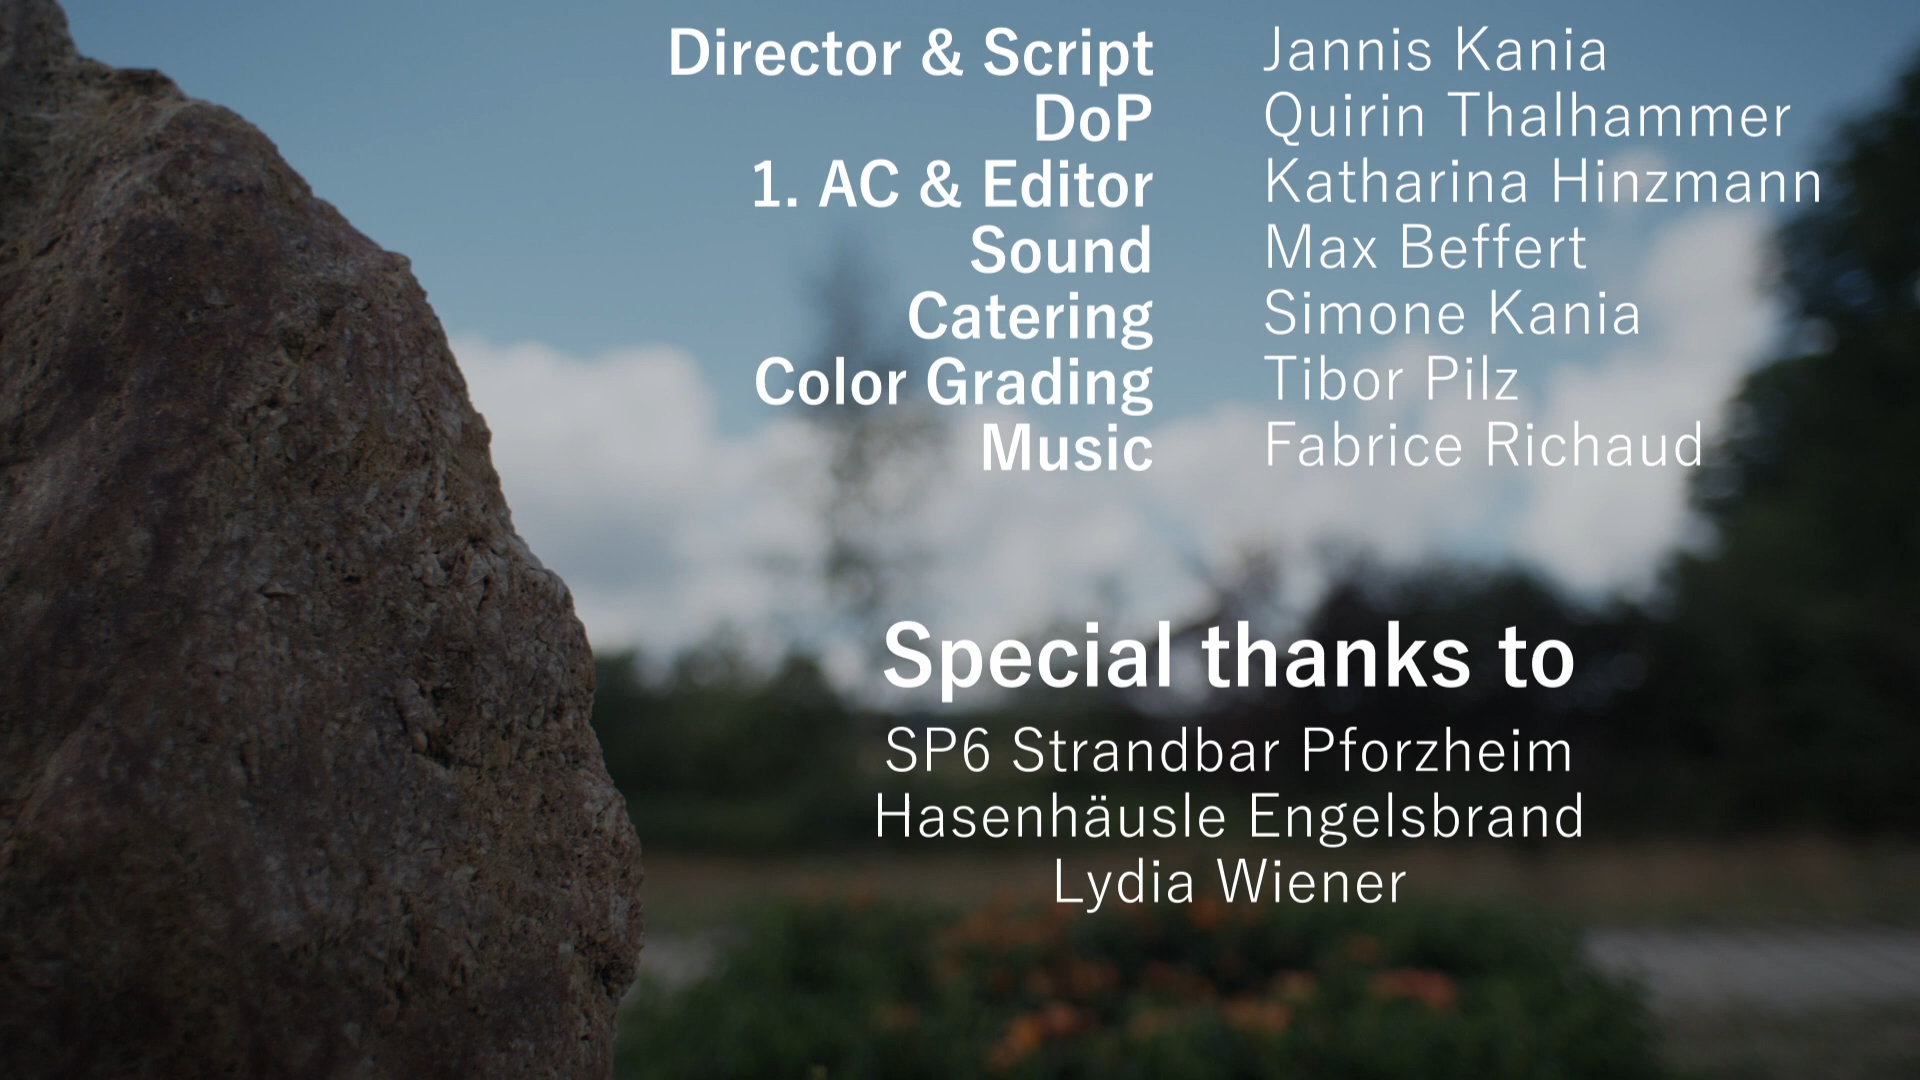 Director & Script Jannis Kania
DoP Quirin Thalhammer
1. AC & Editor Katharina Hinzmann
Sound Max Beffert
Catering Simone Kania
Color Grading Tibor Pilz
Music Fabrice Richaud
Special thanks to
SP6 Strandbar Pforzheim
Hasenhäusle Engelsbrand
Lydia Wiener